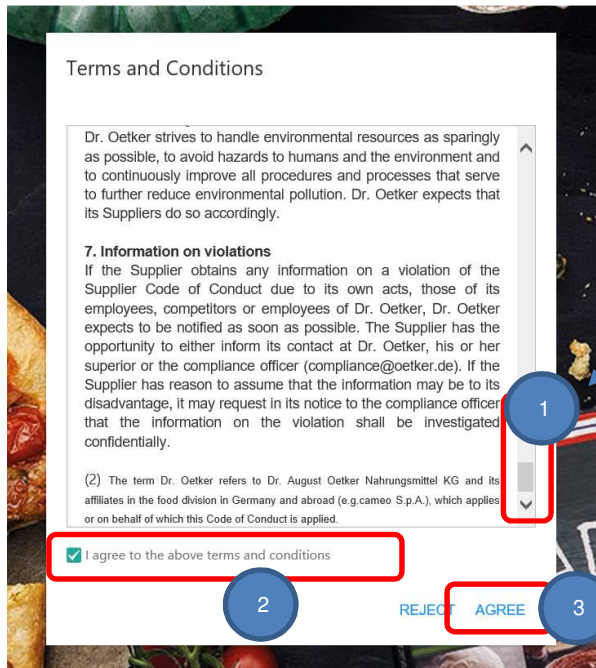 Terms and Conditions
Dr. Oetker strives to handle environmental resources as sparingly
as possible, to avoid hazards to humans and the environment and
to continuously improve all procedures and processes that serve
to further reduce environmental pollution. Dr. Oetker expects that
its Suppliers do so accordingly.
7. Information on violations
If the Supplier obtains any information on a violation of the
Supplier Code of Conduct due to its own acts, those of its
employees, competitors or employees of Dr. Oetker, Dr. Oetker
expects to be notified as soon as possible. The Supplier has the
opportunity to either inform its contact at Dr. Oetker, his or her
superior or the compliance officer (compliance@oetker.de). If the
Supplier has reason to assume that the information may be to its
disadvantage, it may request in its notice to the compliance officer
that the information on the violation shall be investigated
confidentially.
1
(2) The term Dr. Oetker refers to Dr. August Oetker Nahrungsmittel KG and its
affiliates in the food division in Germany and abroad (e.g.cameo S.p.A.), which applies
or on behalf of which this Code of Conduct is applied.
I agree to the above terms and conditions
2
REJECT AGREE
3